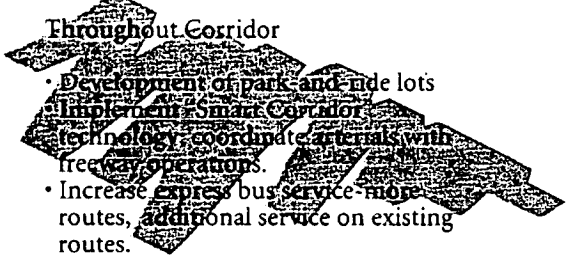 Throughout Corridor
• Development of park-and-ride lots
• Implement "Smart Corridor"
technology-coordinate arterials with
freeway operations.
• Increase express bus service-more
routes, additional service on existing
routes.